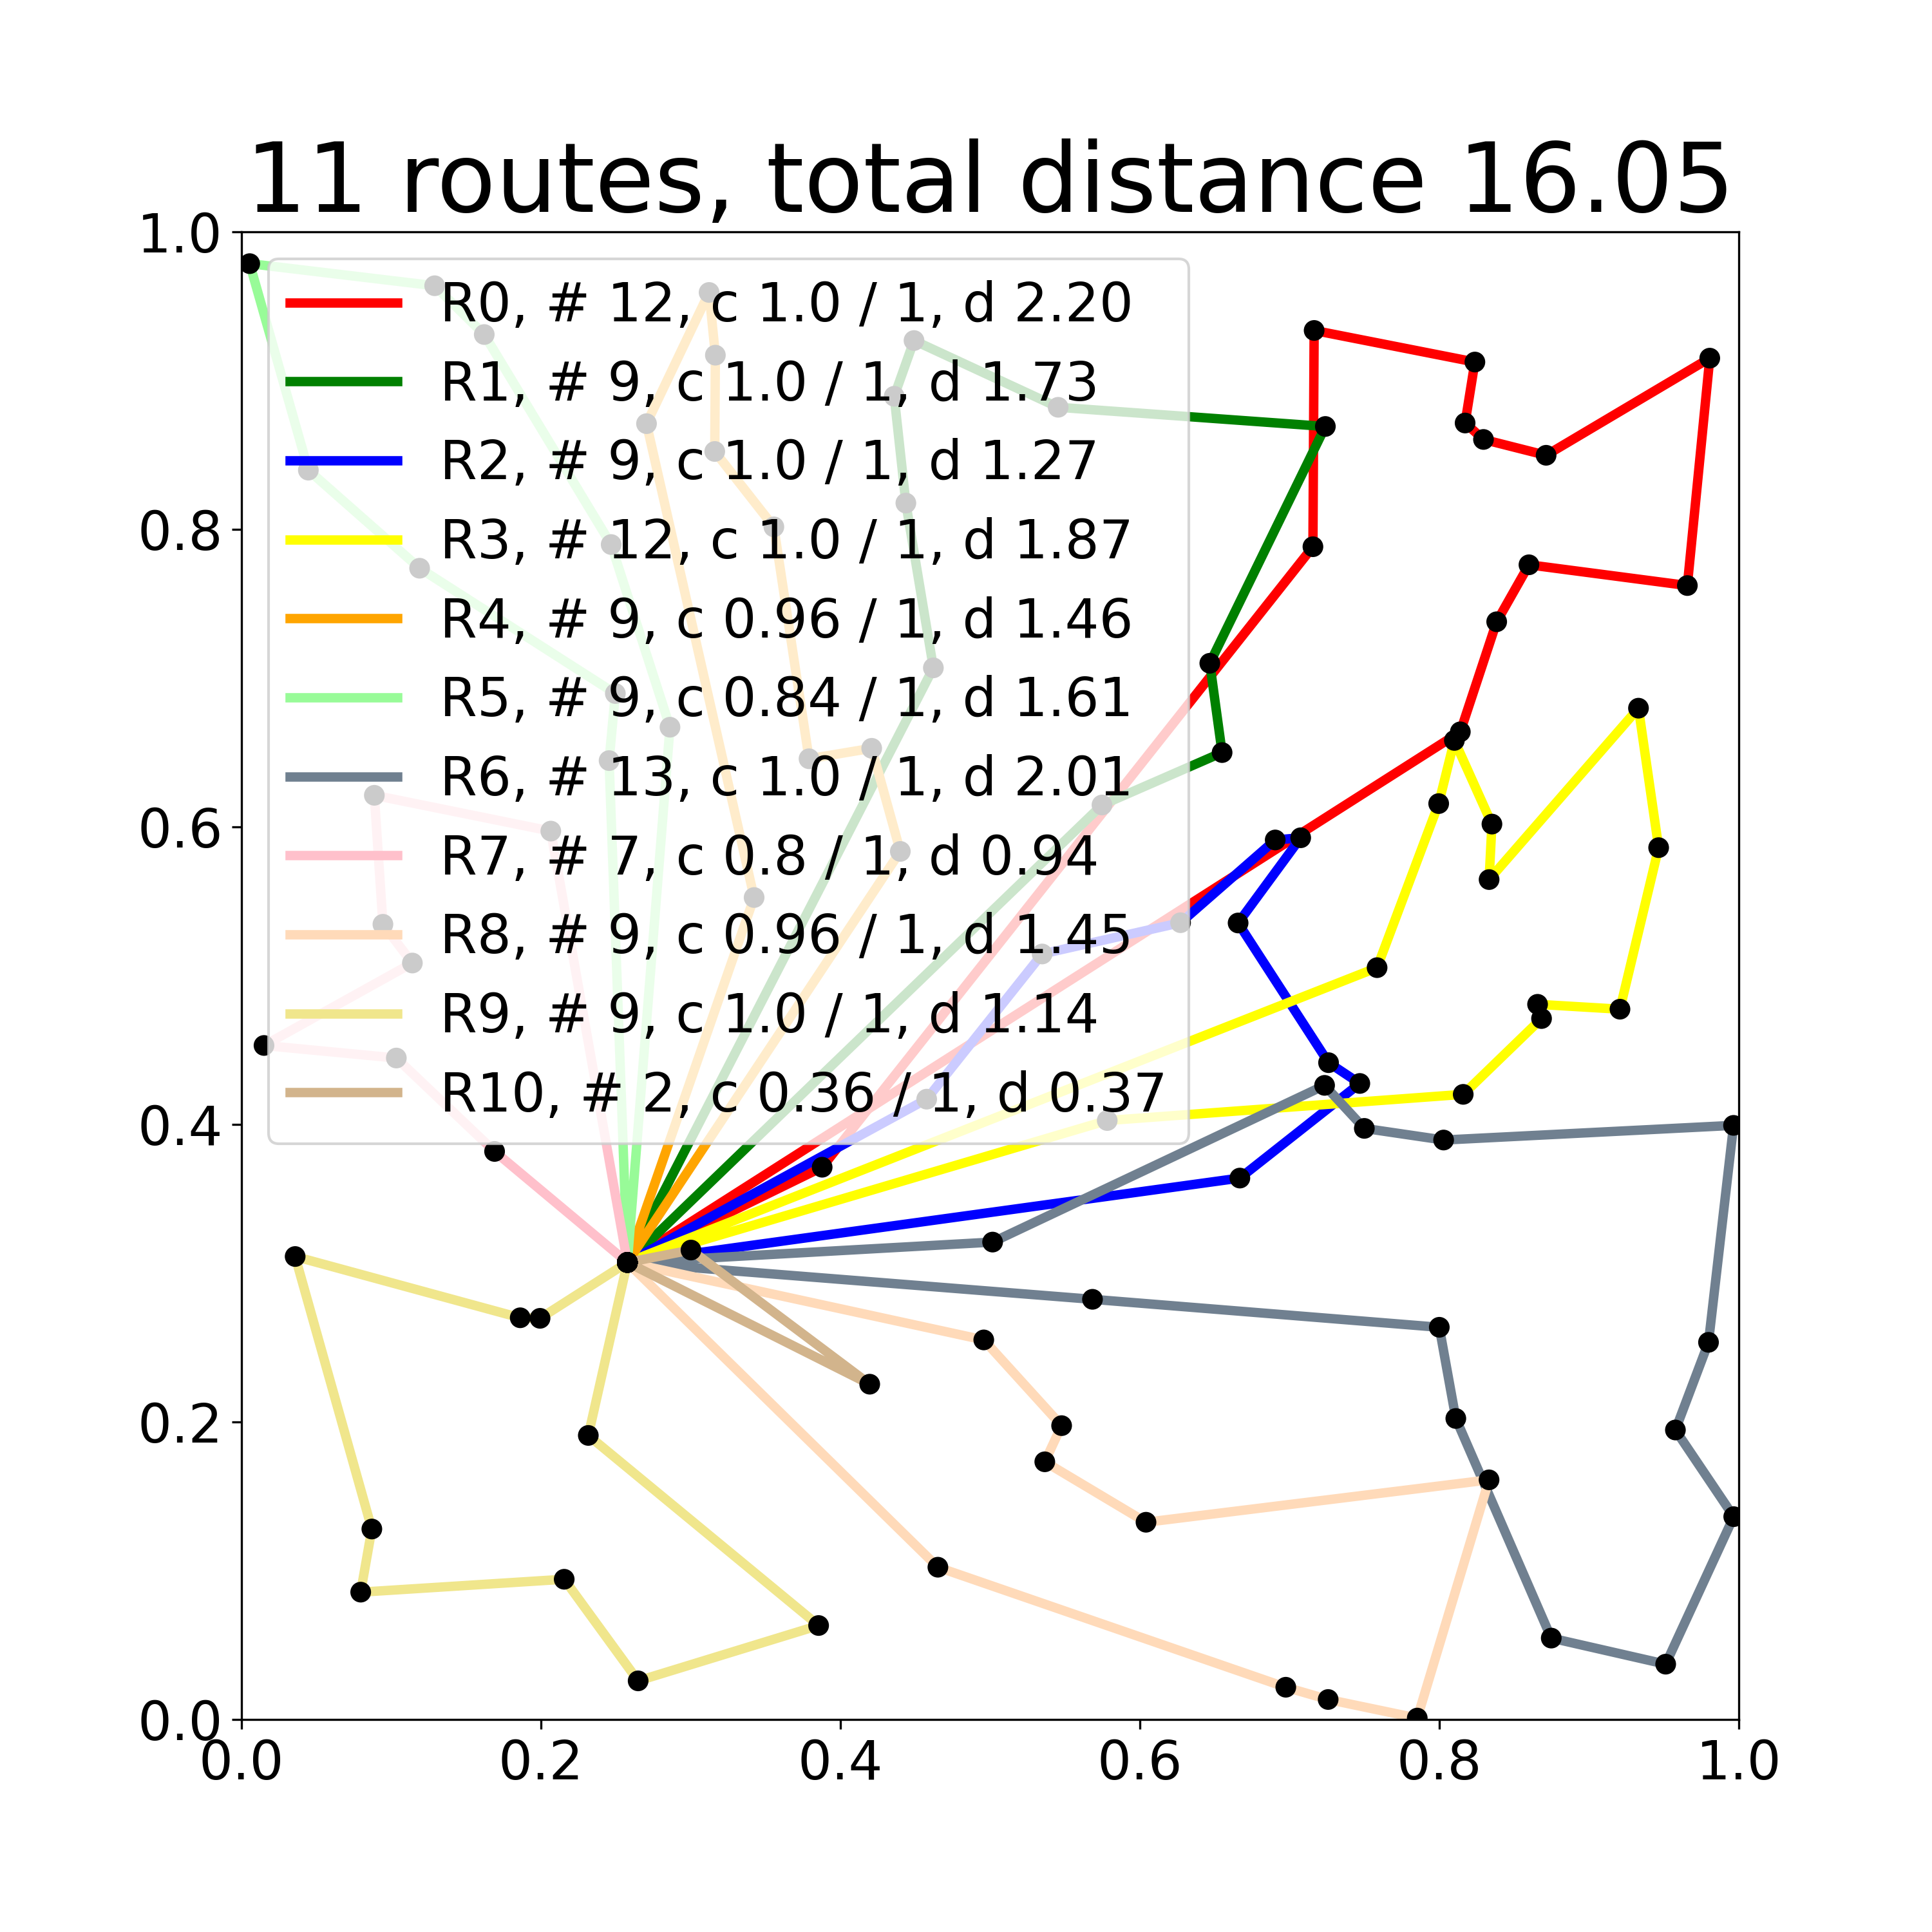 11 routes, total distance 16.05
1.0
R0, # 12, c 1.0 / 1, d 2.20
R1, # 9, c 1.0 / 1, d 1.73
R2, # 9, c 1.0 / 1, d 1.27
0.8
R3, # 12, c 1.0 / 1, d 1.87
R4, # 9, c 0.96 / 1, d 1.46
R5, # 9, c 0.84 / 1, d 1.61
R6, # 13, c 1.0 / 1, d 2.01
0.6
R7, # 7, c 0.8 / 1, d 0.94
R8, # 9, c 0.96 / 1, d 1.45
R9, # 9, c 1.0 / 1, d 1.14
R10, # 2, c 0.36 / 1, d 0.37
0.4
0.2
0.0
0.0 0.2 0.4 0.6 0.8 1.0